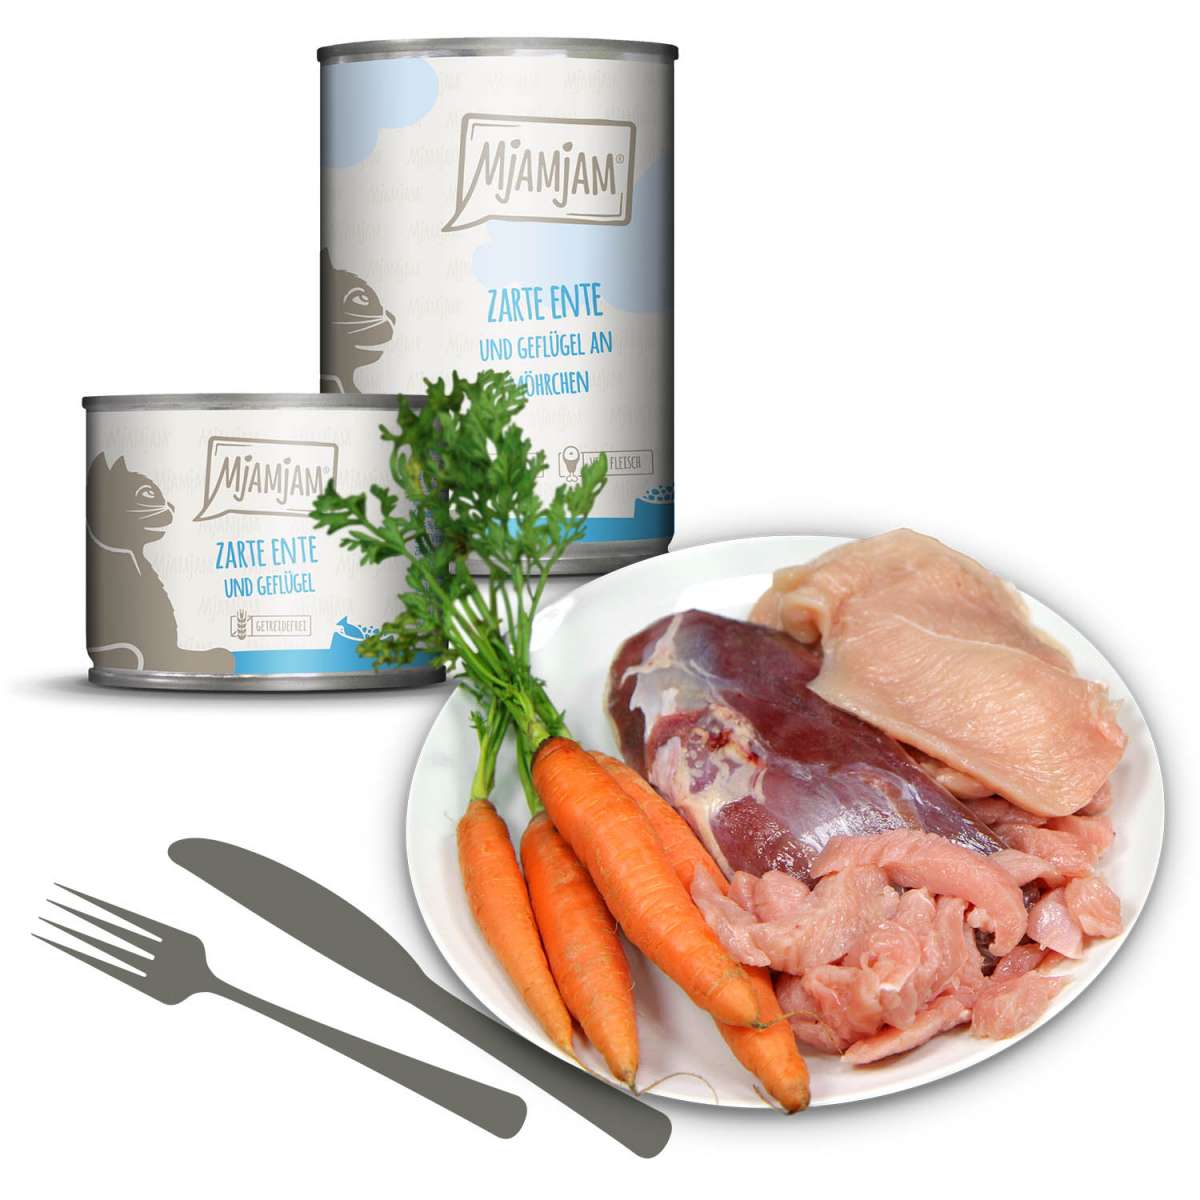 MJAMJAM®
ZARTE ENTE
UND GEFLÜGEL AN
MÖHRCHEN
FLEISCH
MJAMJAM®
ZARTE ENTE
UND GEFLÜGEL
GETREIDEFREI